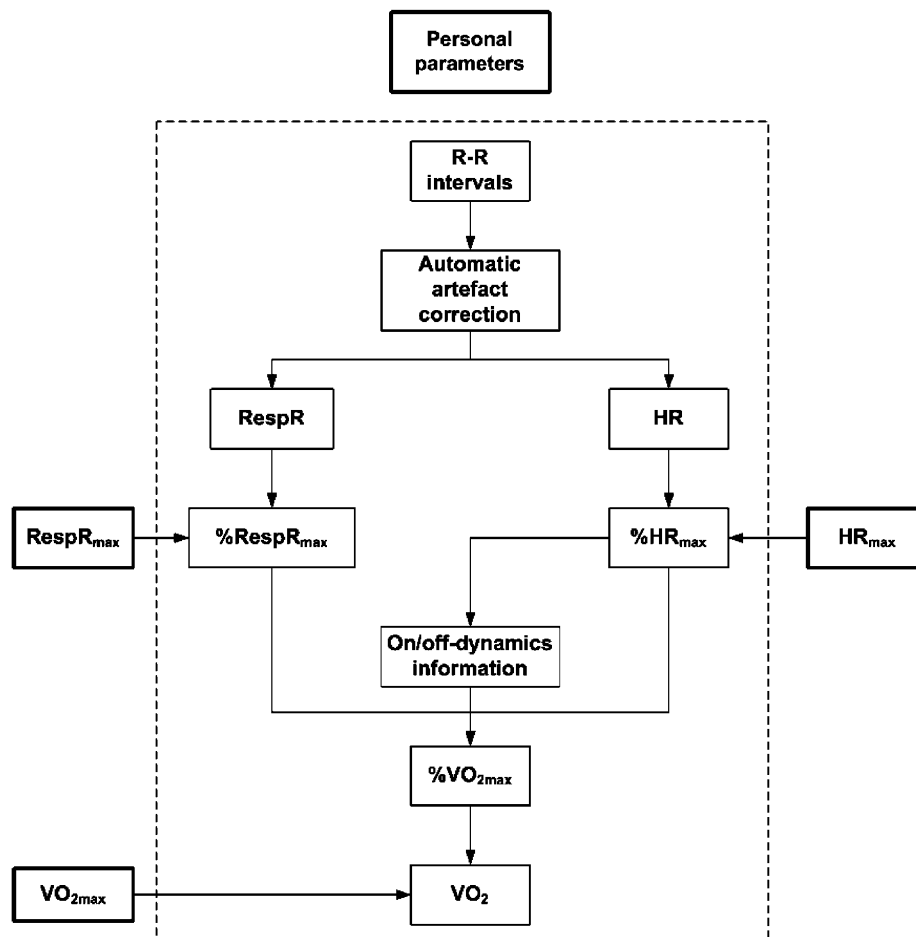 Personal
parameters
R-R
intervals
Automatic
artefact
correction
RespR
HR
RespRmax
%RespRmax
%HRmax
HRmax
On/off-dynamics
information
%VO2max
VO2max
VO2